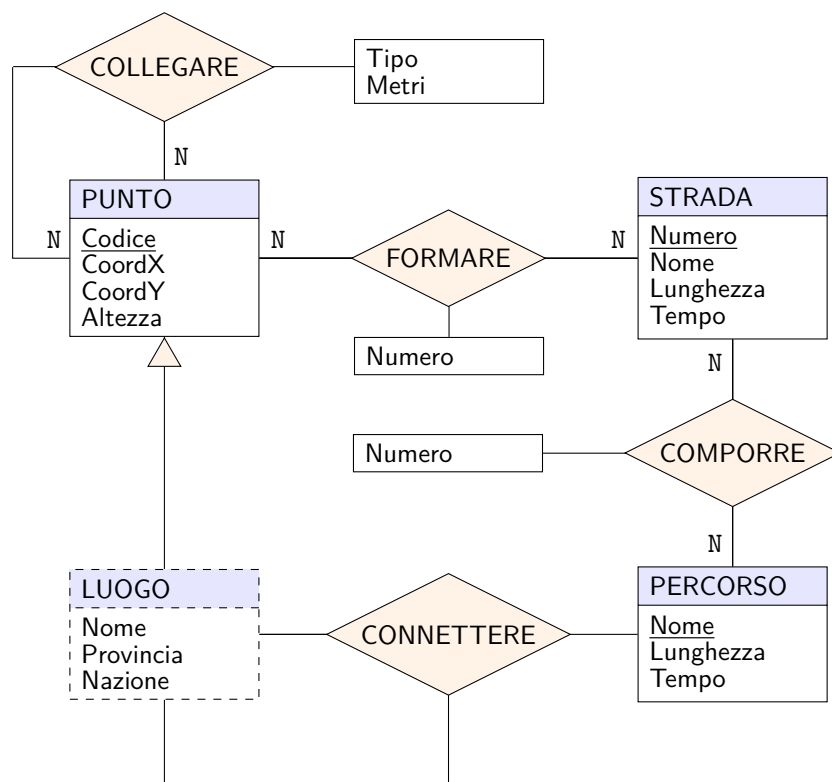 COLLEGARE
Tipo
Metri
N
PUNTO
N
Codice
CoordX
CoordY
Altezza
N
FORMARE
Numero
N
STRADA
Numero
Nome
Lunghezza
Tempo
N
Numero
COMPORRE
N
LUOGO
Nome
Provincia
Nazione
CONNETTERE
PERCORSO
Nome
Lunghezza
Tempo